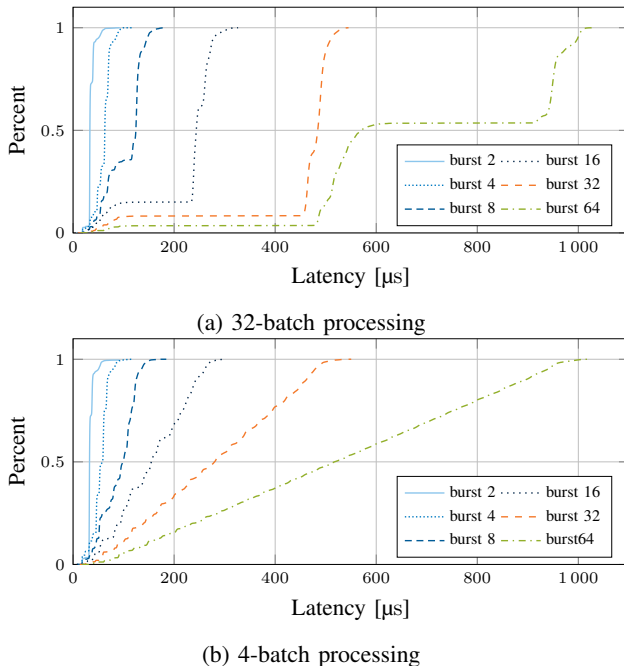 1
0.5
0
Percent
burst 2 burst 16
burst 4 burst 32
burst 8 burst 64
0 200 400 600 800 1 000
Latency [µs]
(a) 32-batch processing
1
0.5
0
Percent
burst 2 burst 16
burst 4 burst 32
burst 8 burst64
0 200 400 600 800 1 000
Latency [µs]
(b) 4-batch processing